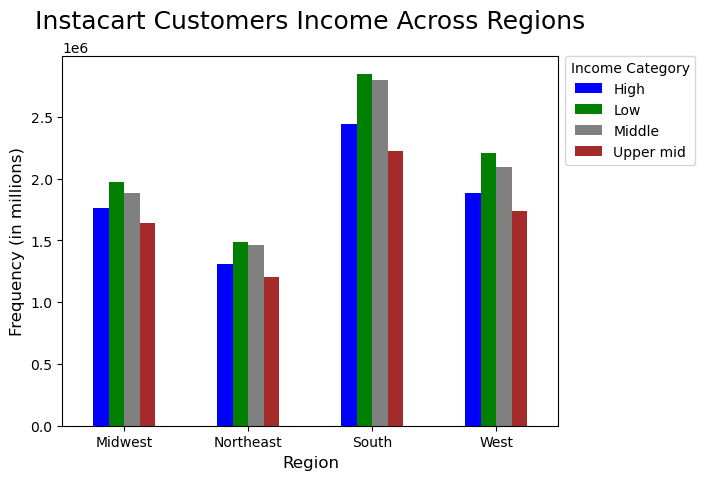 Instacart Customers Income Across Regions
1e6
Income Category
High
Low
Middle
Upper mid
Frequency (in millions)
2.5
2.0
1.5
1.0
0.5
0.0
Midwest Northeast South West
Region